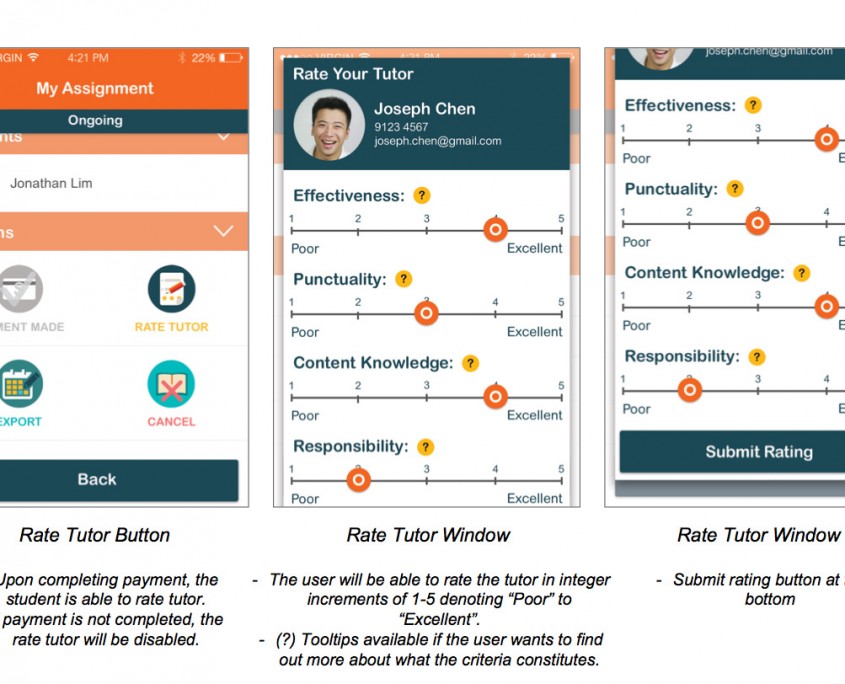 RGIN 4:21 PM 22%
My Assignment
Ongoing
nts
Jonathan Lim
ns
MENT MADE
RATE TUTOR
EXPORT
CANCEL
Back
Rate Tutor Button
Upon completing payment, the
student is able to rate tutor.
payment is not completed, the
rate tutor will be disabled.
VIRGIN 4:21 PM 22%
Rate Your Tutor
Joseph Chen
9123 4567
joseph.chen@gmail.com
Effectiveness: ?
1 2 3 5
Poor Excellent
Punctuality: ?
1 2 3 4 5
Poor Excellent
Content Knowledge: ?
1 2 3 5
Poor Excellent
Responsibility: ?
1 2 3 4 5
Poor Excellent
Rate Tutor Window
- The user will be able to rate the tutor in integer
increments of 1-5 denoting “Poor” to
“Excellent”.
- (?) Tooltips available if the user wants to find
out more about what the criteria constitutes.
joseph.chen@gmail.com
Effectiveness: ?
1 2 3
Poor E
Punctuality: ?
1 2 3 4
Poor E
Content Knowledge: ?
1 2 3
Poor E
Responsibility: ?
1 2 3 4
Poor E
Submit Rating
Rate Tutor Window
- Submit rating button at
bottom